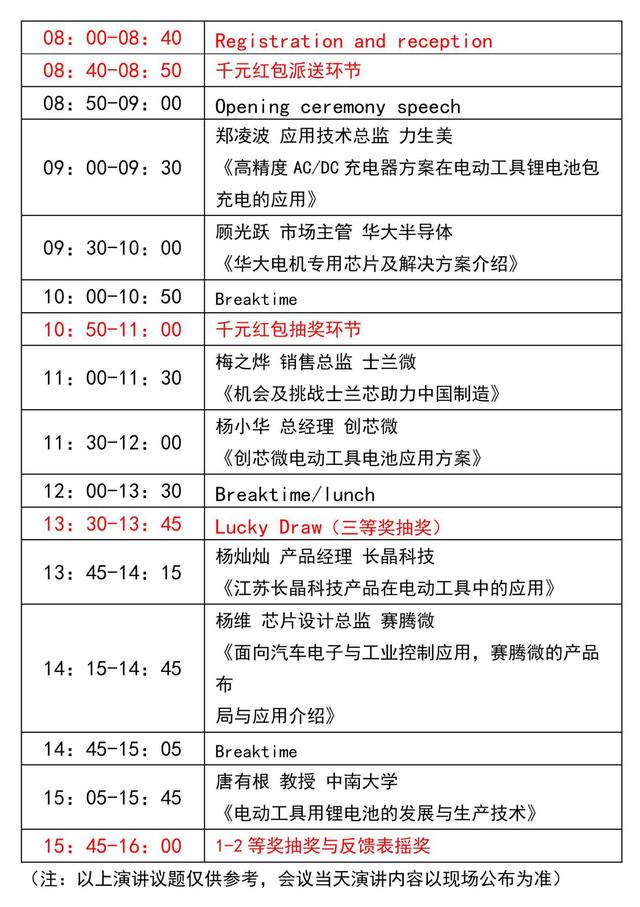 08：00-08：40 Registration and reception
08：40-08：50 千元红包派送环节
08：50-09：00 Opening ceremony speech
09：00-09：30
郑凌波 应用技术总监 力生美
《高精度 AC/DC 充电器方案在电动工具锂电池包
充电的应用》
09：30-10：00
顾光跃 市场主管 华大半导体
《华大电机专用芯片及解决方案介绍》
10：00-10：50 Breaktime
10：50-11：00 千元红包抽奖环节
11：00-11：30
梅之烨 销售总监 士兰微
《机会及挑战士兰芯助力中国制造》
11：30-12：00
杨小华 总经理 创芯微
《创芯微电动工具电池应用方案》
12：00-13：30 Breaktime/lunch
13：30-13：45 Lucky Draw（三等奖抽奖）
13：45-14：15
杨灿灿 产品经理 长晶科技
《江苏长晶科技产品在电动工具中的应用》
14：15-14：45
杨维 芯片设计总监 赛腾微
《面向汽车电子与工业控制应用，赛腾微的产品
布
局与应用介绍》
14：45-15：05 Breaktime
15：05-15：45
唐有根 教授 中南大学
《电动工具用锂电池的发展与生产技术》
15：45-16：00 1-2 等奖抽奖与反馈表摇奖
（注：以上演讲议题仅供参考，会议当天演讲内容以现场公布为准）